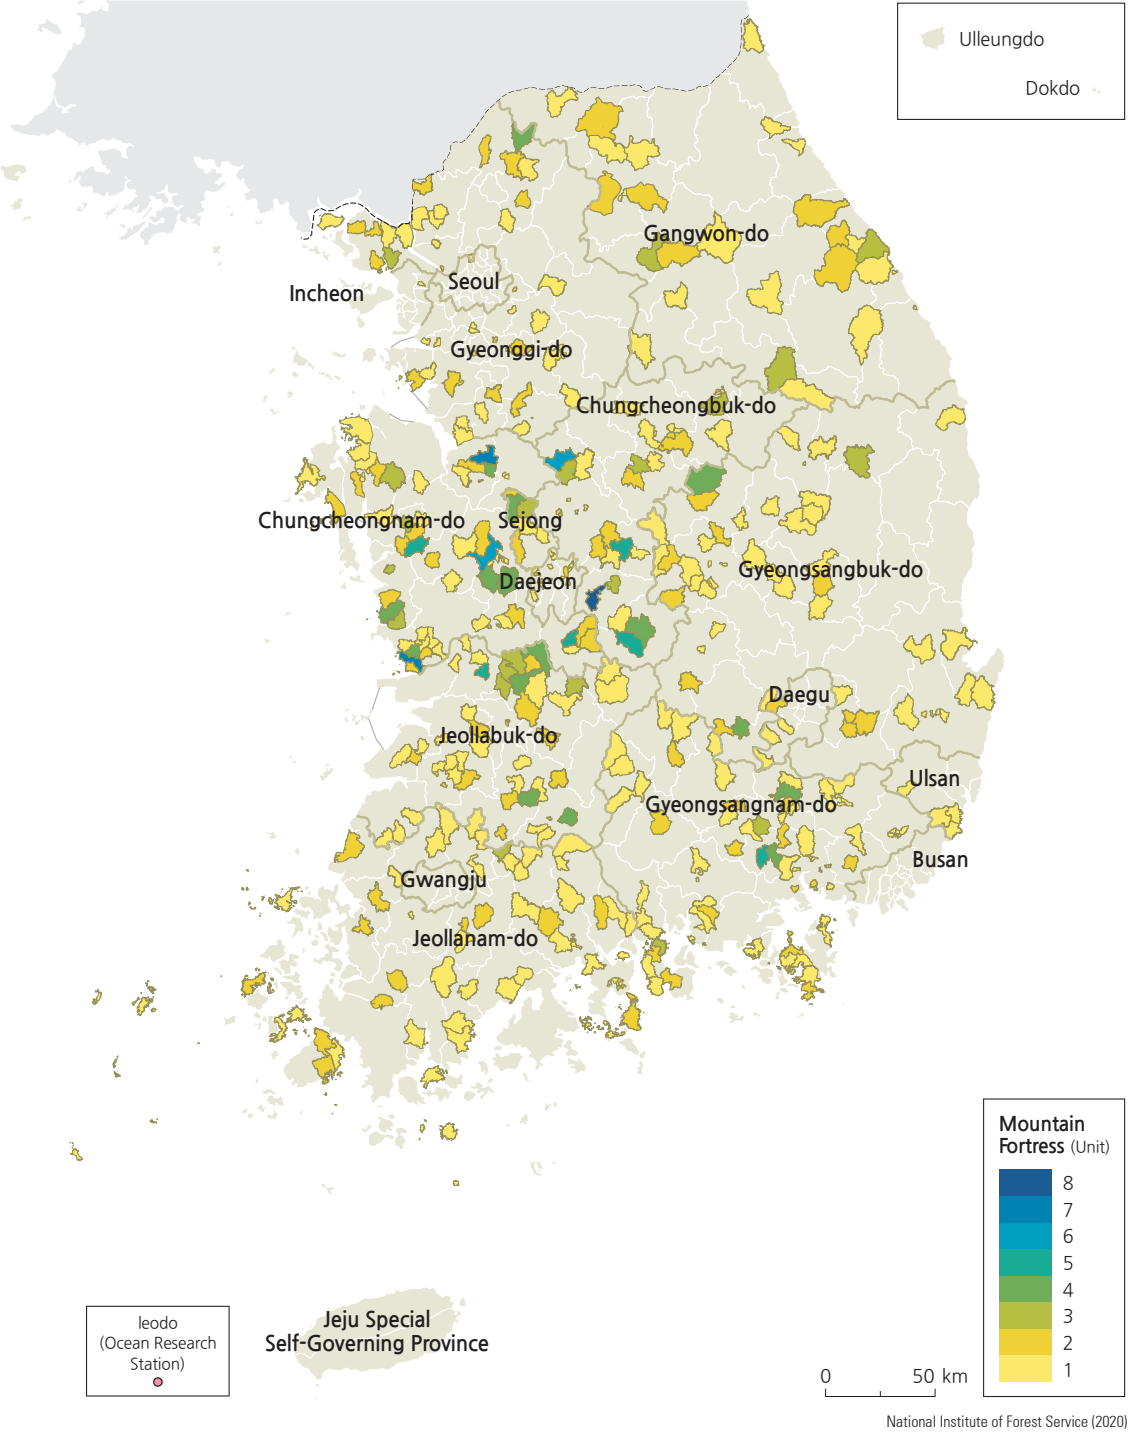 Ulleungdo
Dokdo
Gangwon-do
Seoul
Incheon
Gyeonggi-do
Chungcheongbuk-do
Chungcheongnam-do
Sejong
Gyeongsangbuk-do
Daejeon
Daegu
Jeollabuk-do
Ulsan
Gyeongsangnam-do
Busan
Gwangju
Jeollanam-do
Mountain
Fortress (Unit)
8
7
6
5
4
3
2
1
Ieodo
(Ocean Research
Station)
Jeju Special
Self-Governing Province
0 50 km
National Institute of Forest Service (2020)